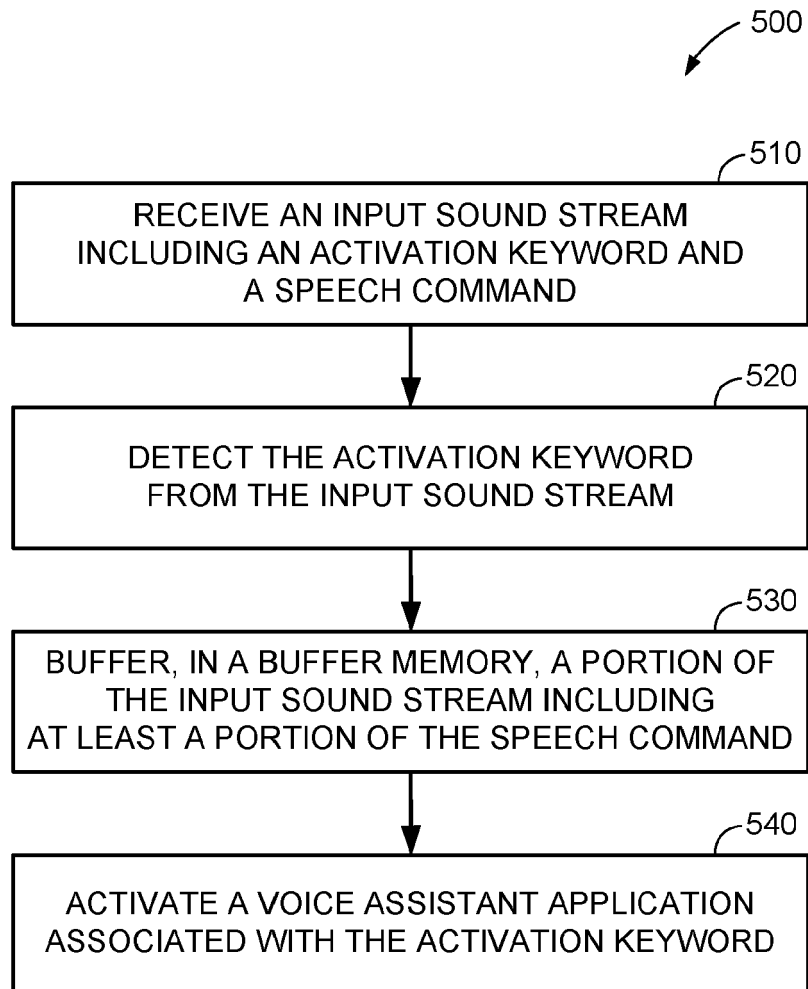 500
510
RECEIVE AN INPUT SOUND STREAM
INCLUDING AN ACTIVATION KEYWORD AND
A SPEECH COMMAND
520
DETECT THE ACTIVATION KEYWORD
FROM THE INPUT SOUND STREAM
530
BUFFER, IN A BUFFER MEMORY, A PORTION OF
THE INPUT SOUND STREAM INCLUDING
AT LEAST A PORTION OF THE SPEECH COMMAND
540
ACTIVATE A VOICE ASSISTANT APPLICATION
ASSOCIATED WITH THE ACTIVATION KEYWORD